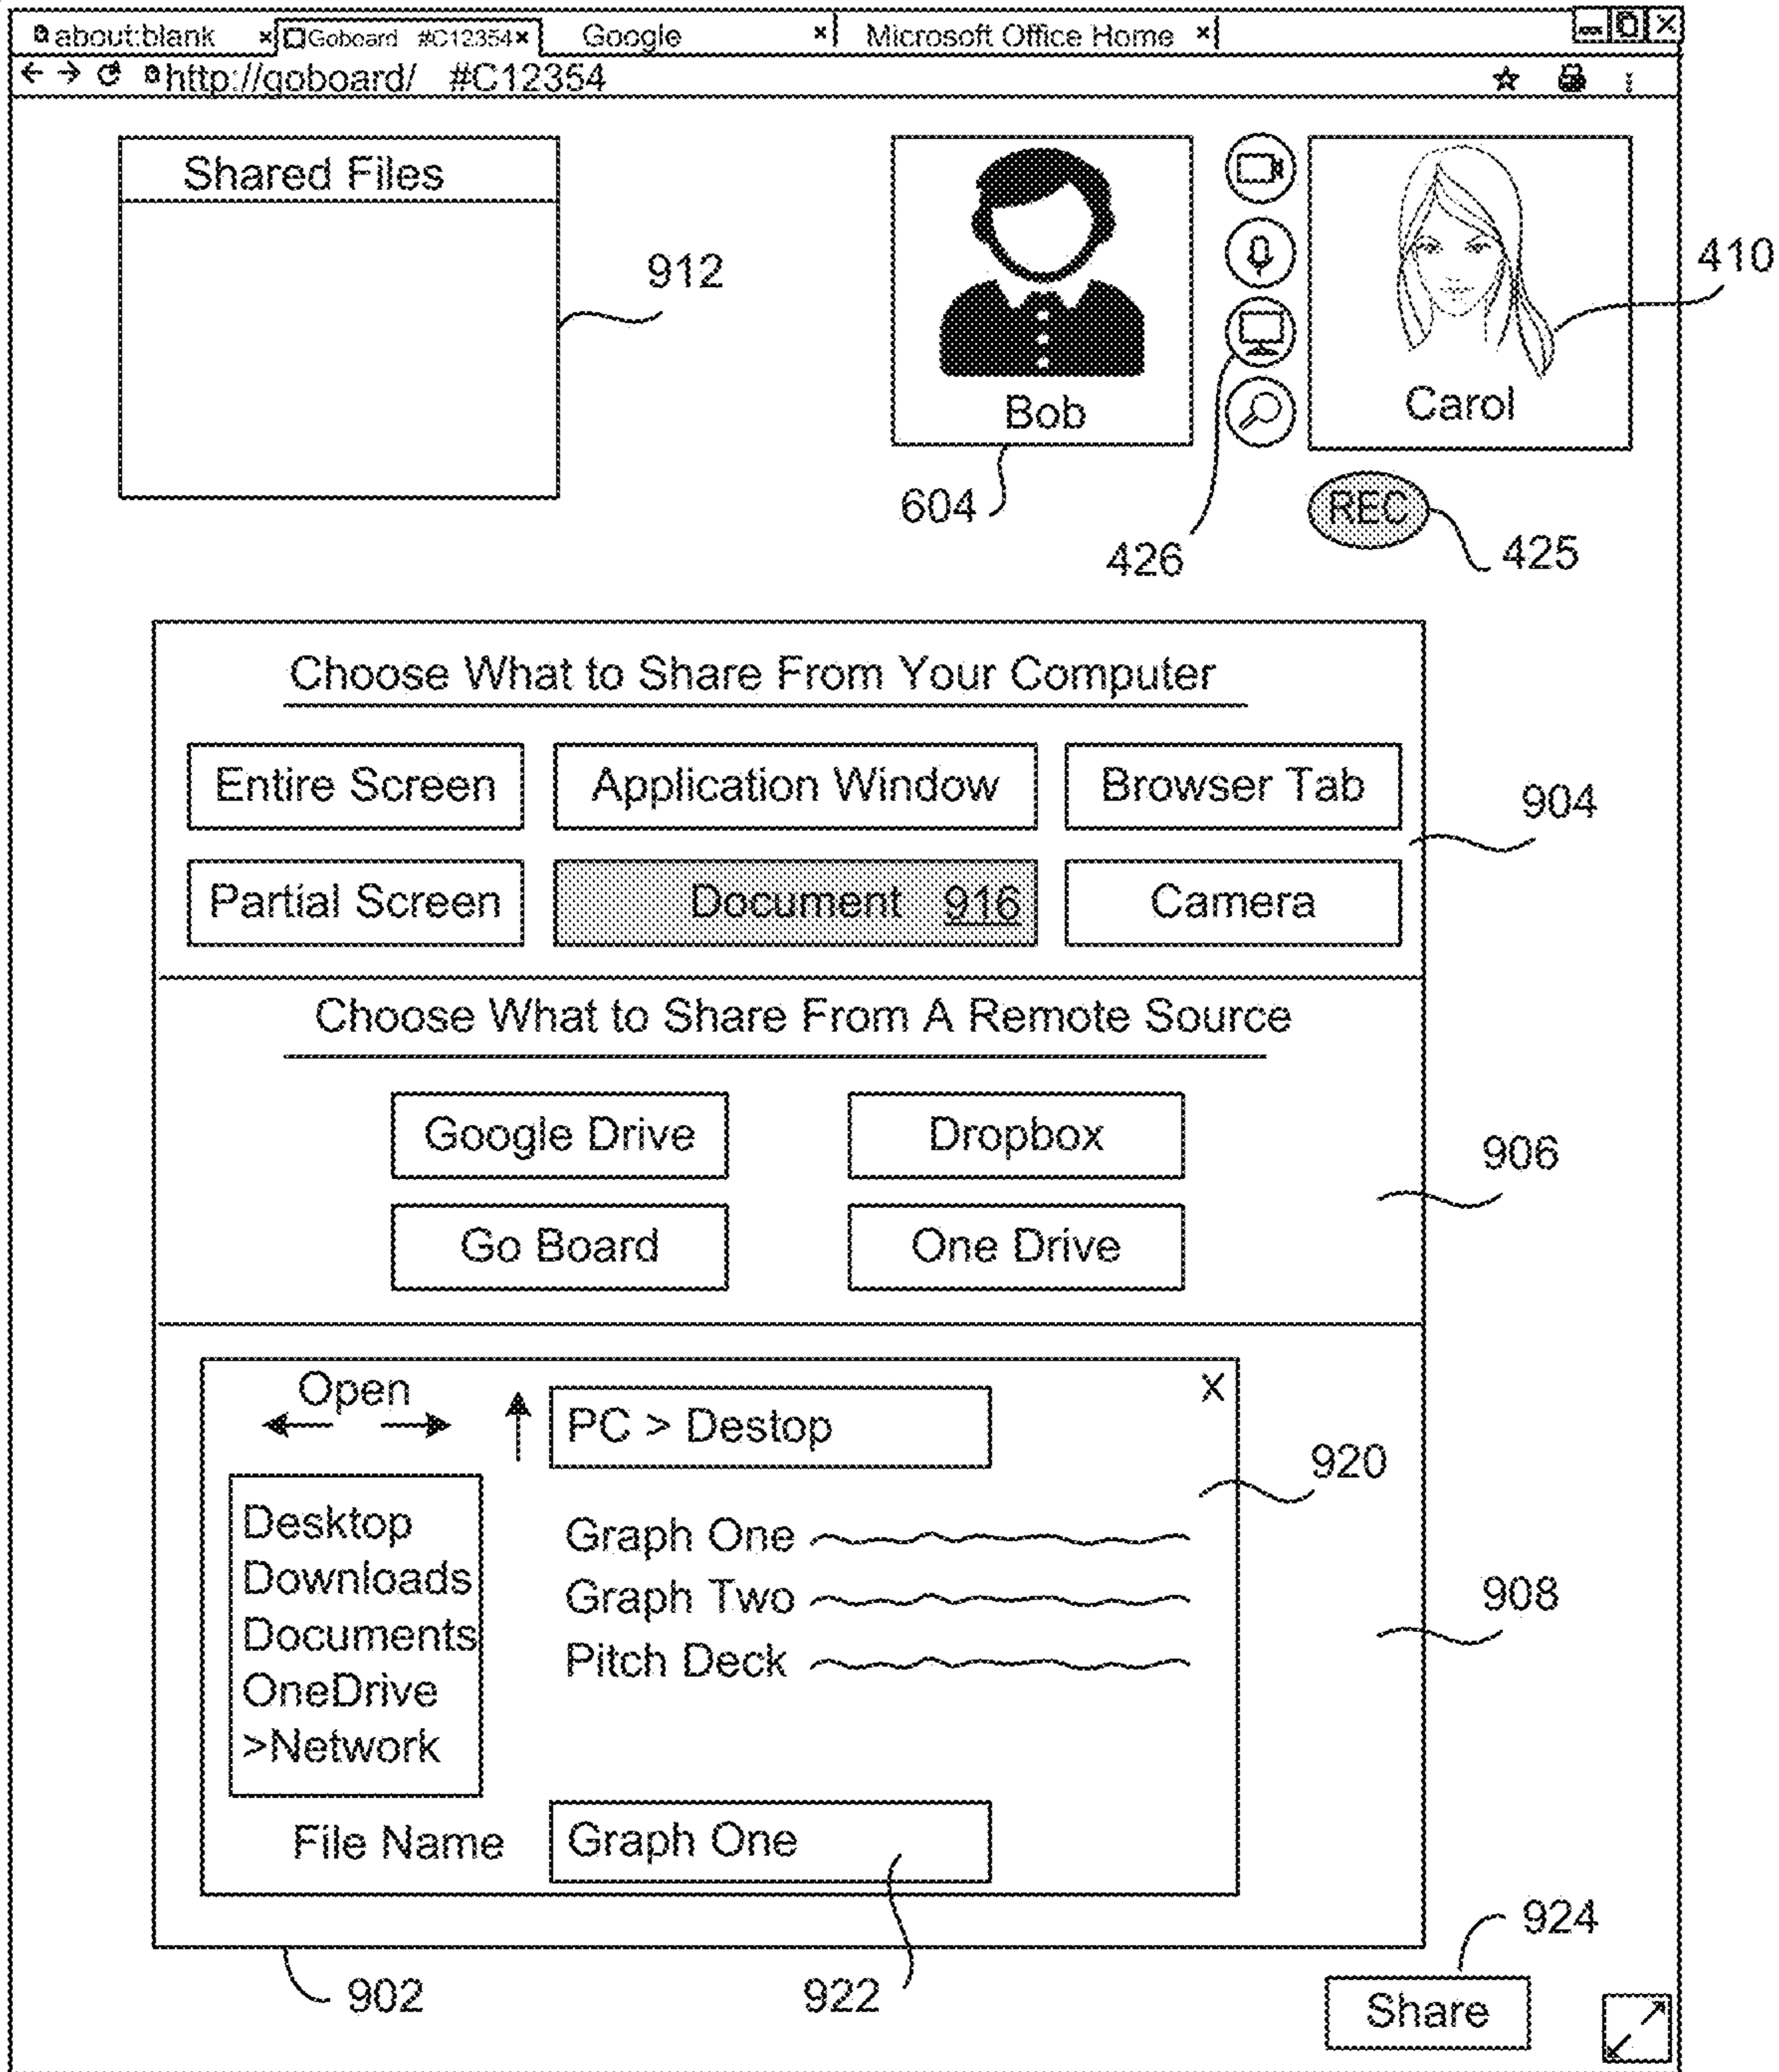 about:blank × Goboard #C12354× Google × Microsoft Office Home ×
http://goboard/ #C12354
Shared Files
912
410
Bob
Carol
604
426
REC
425
Choose What to Share From Your Computer
Entire Screen Application Window Browser Tab
904
Partial Screen Document 916 Camera
Choose What to Share From A Remote Source
Google Drive Dropbox
906
Go Board One Drive
Open X
PC > Destop
920
Desktop
Downloads
Documents
OneDrive
>Network
Graph One
Graph Two
Pitch Deck
908
File Name Graph One
924
902 922
Share